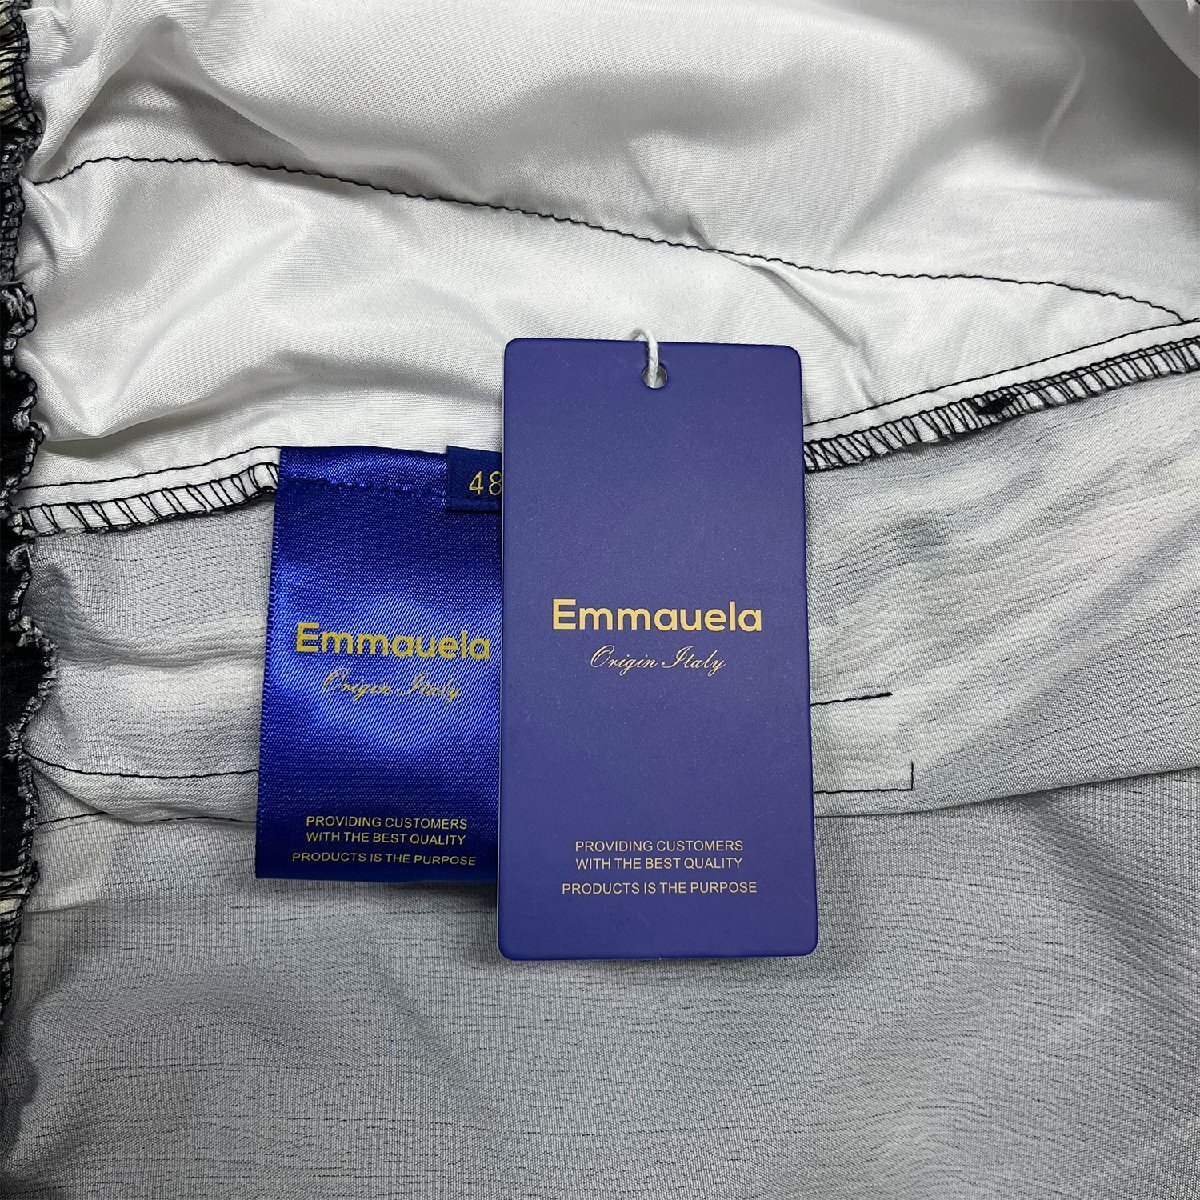 48
Emmauela
Origin Italy
PROVIDING CUSTOMERS
WITH THE BEST QUALITY
PRODUCTS IS THE PURPOSE
Emmauela
Origin Italy
PROVIDING CUSTOMERS
WITH THE BEST QUALITY
PRODUCTS IS THE PURPOSE